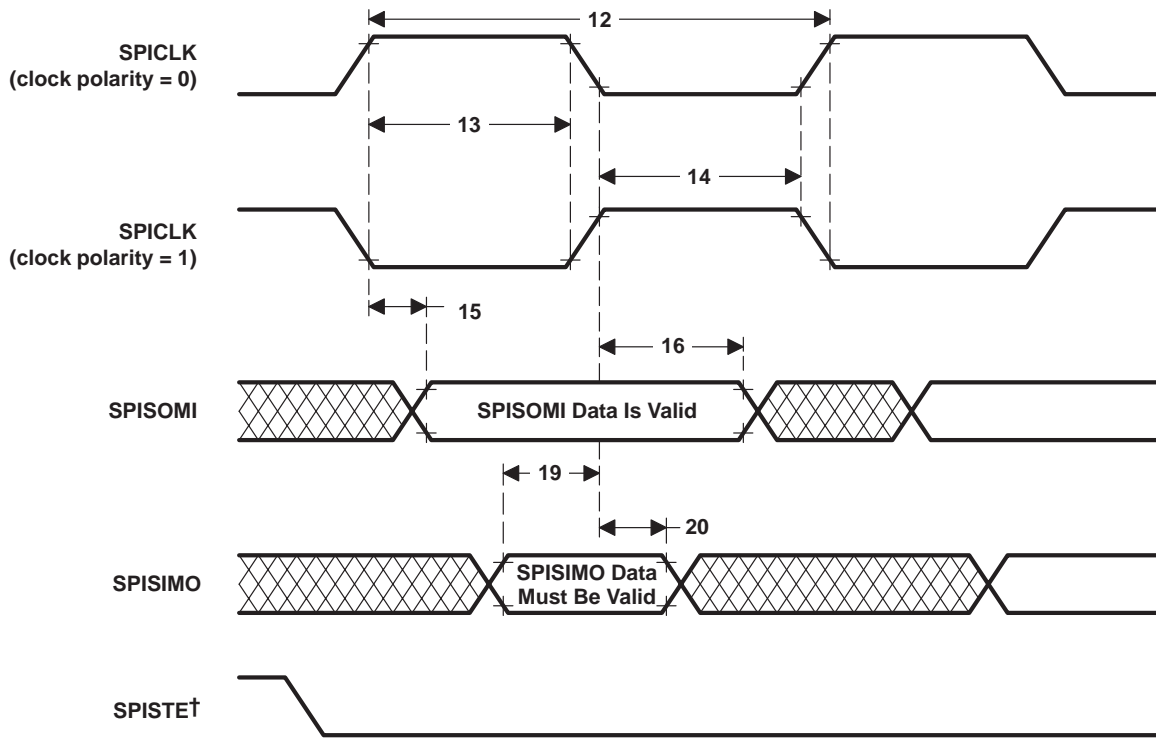 12
SPICLK
(clock polarity = 0)
13
14
SPICLK
(clock polarity = 1)
15
16
SPISOMI
SPISOMI Data Is Valid
19
20
SPISIMO
SPISIMO Data
Must Be Valid
SPISTE†